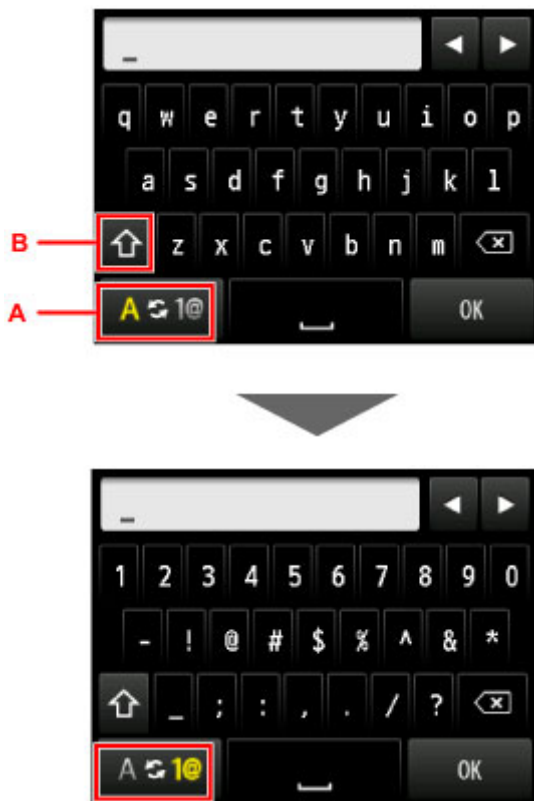 _
q w e r t y u i o p
a s d f g h j k l
B
z x c v b n m
A
A 1@
OK
_
1 2 3 4 5 6 7 8 9 0
- ! @ # $ % ^ & *
_ ; : , . / ?
A 1@
OK